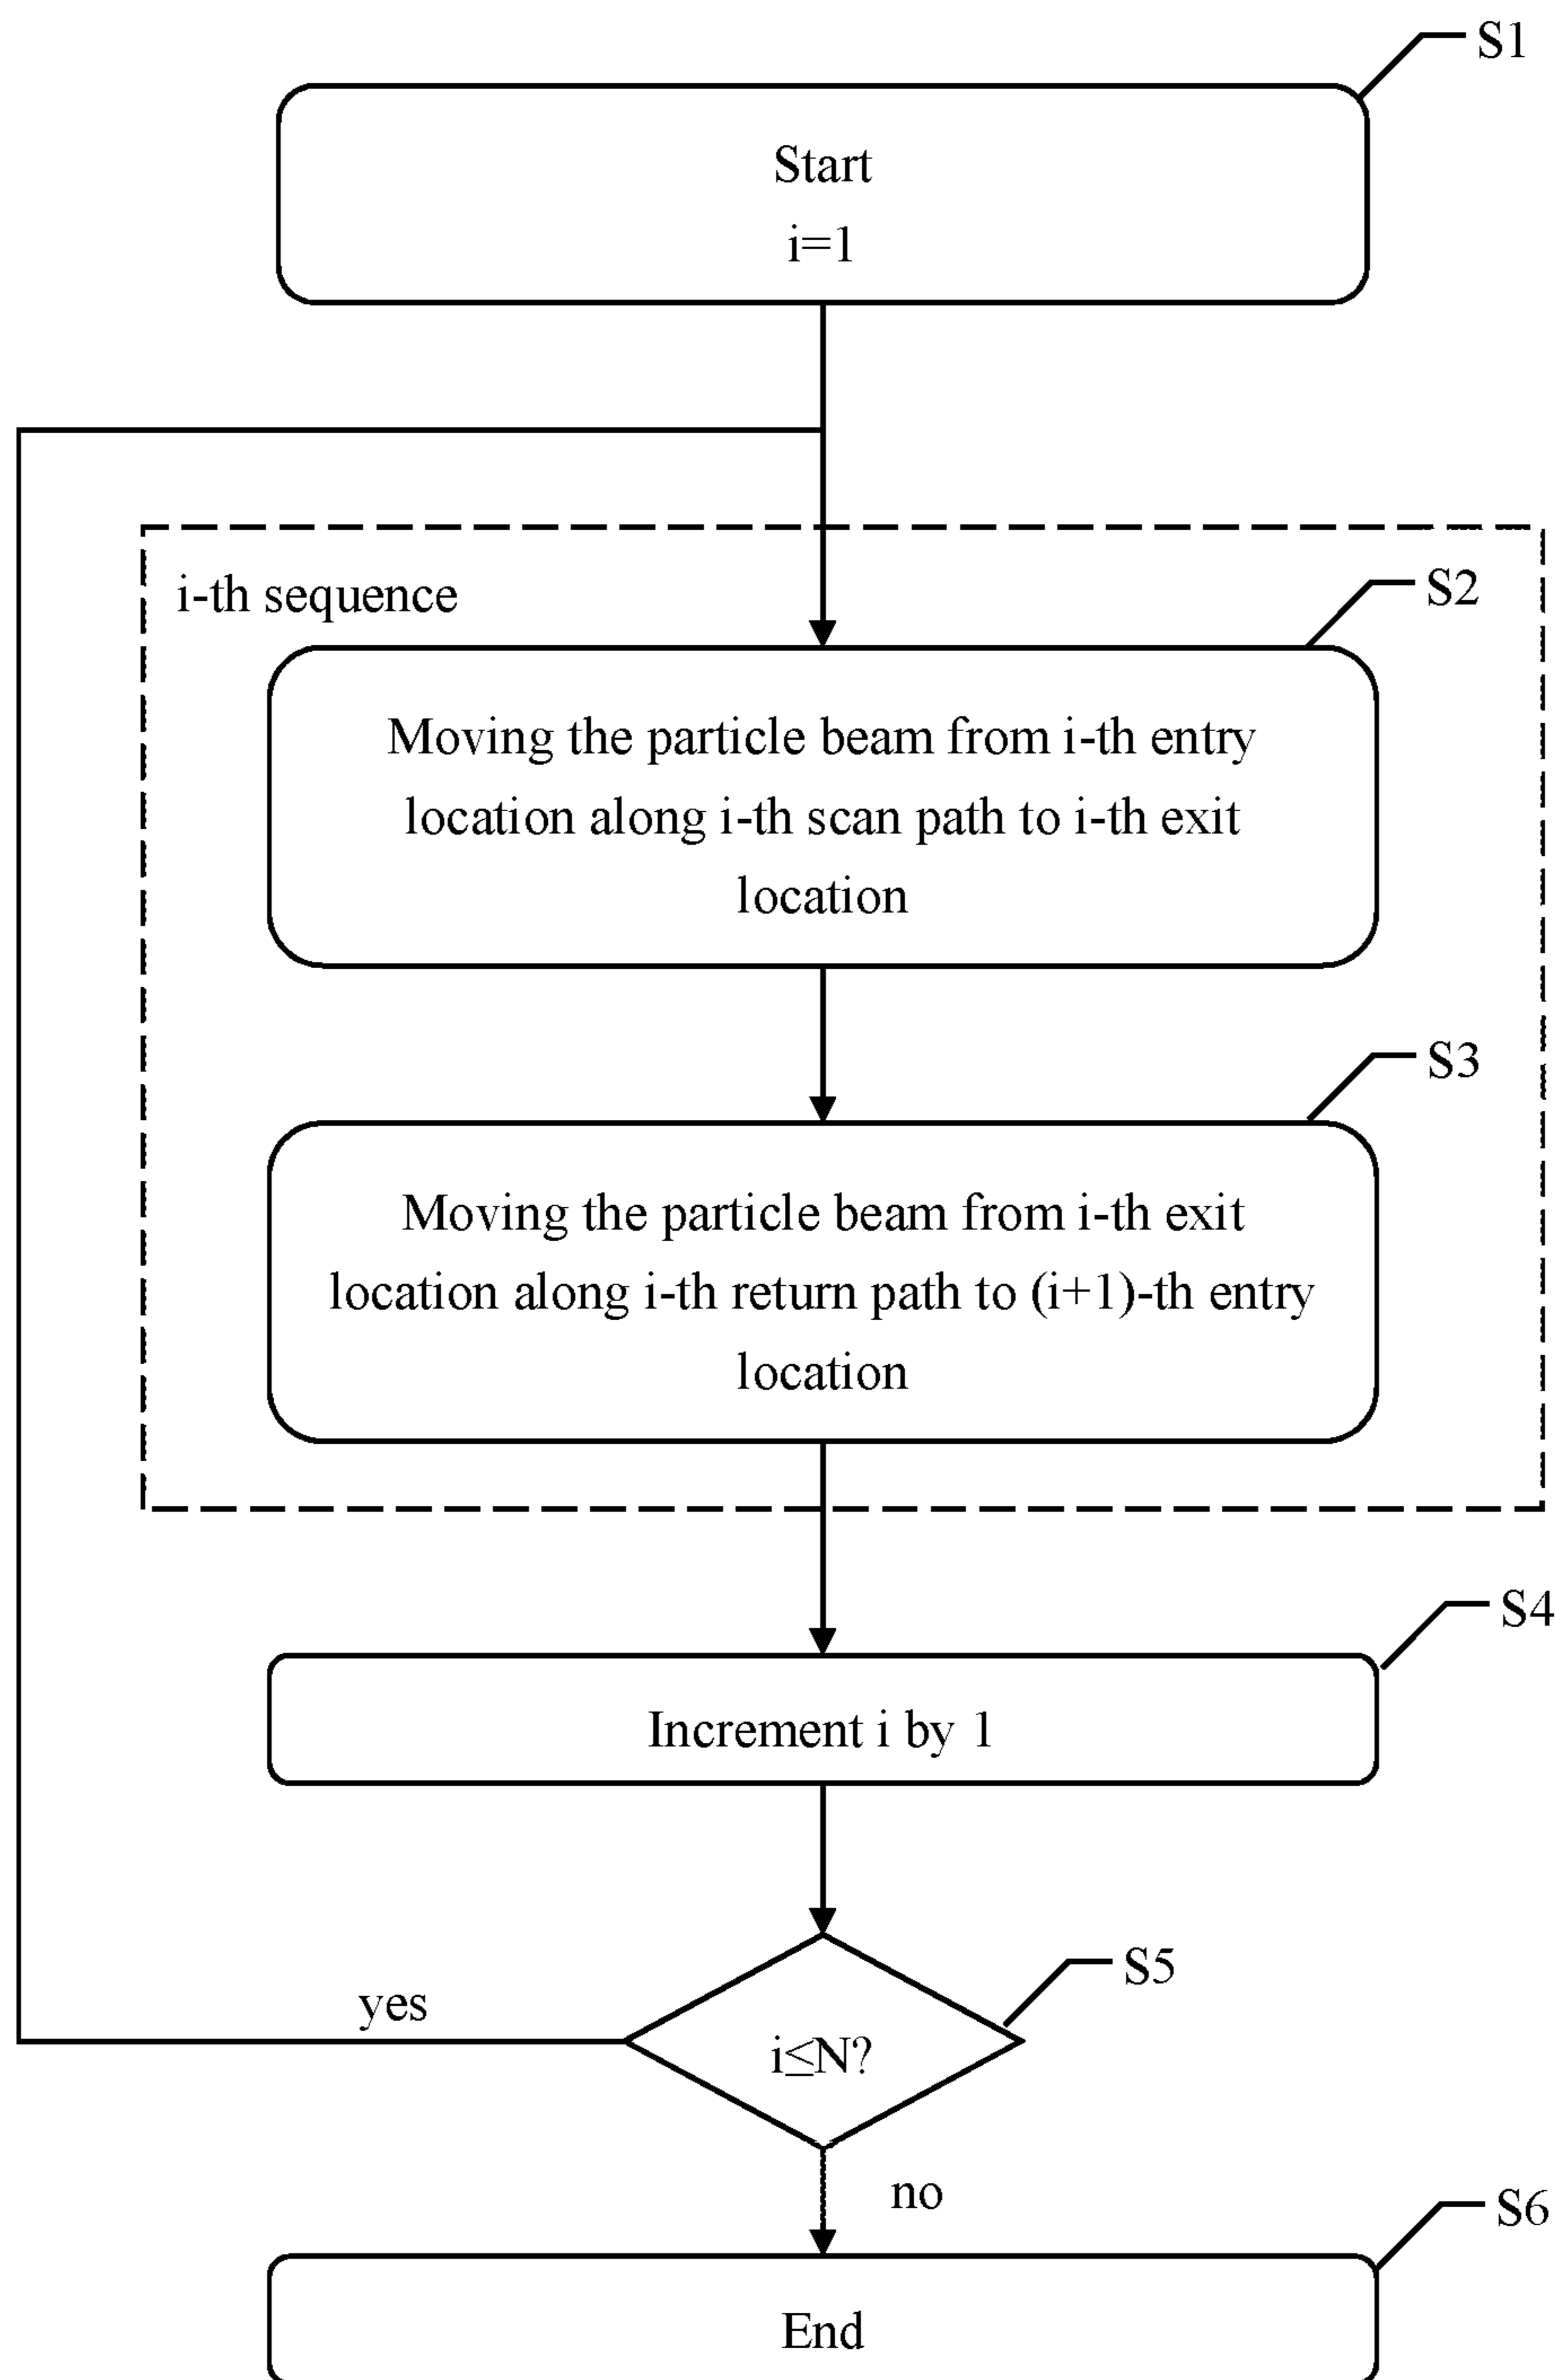 S1
Start
i=1
i-th sequence
S2
Moving the particle beam from i-th entry
location along i-th scan path to i-th exit
location
S3
Moving the particle beam from i-th exit
location along i-th return path to (i+1)-th entry
location
S4
Increment i by 1
S5
yes
i≤N?
no
S6
End